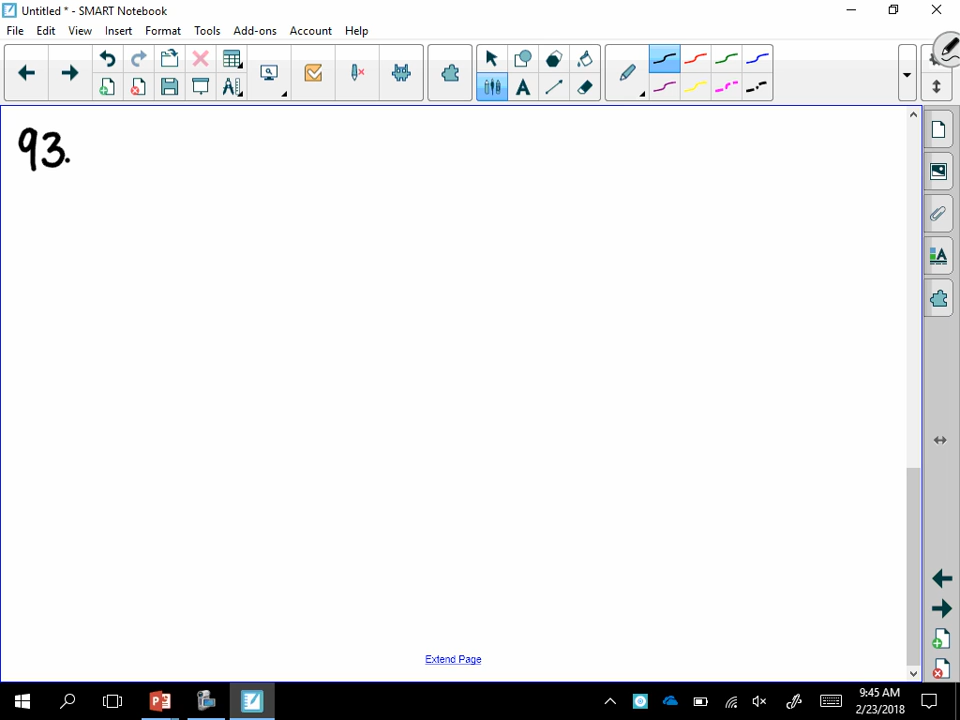 Untitled * - SMART Notebook
File Edit View Insert Format Tools Add-ons Account Help
93.
Extend Page
9:45 AM
2/23/2018